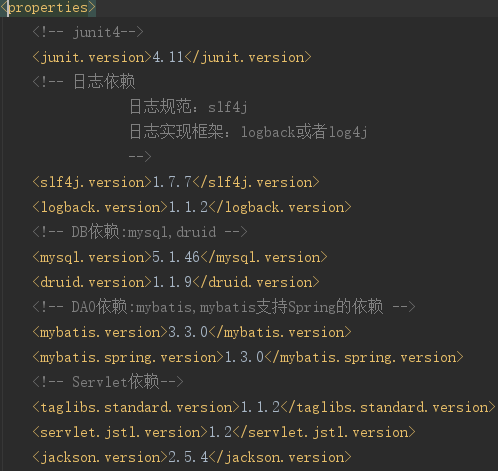 <properties>
<!-- junit4-->
<junit.version>4.11</junit.version>
<!-- 日志依赖
日志规范：slf4j
日志实现框架：logback或者log4j
-->
<slf4j.version>1.7.7</slf4j.version>
<logback.version>1.1.2</logback.version>
<!-- DB依赖:mysql,druid -->
<mysql.version>5.1.46</mysql.version>
<druid.version>1.1.9</druid.version>
<!-- DAO依赖:mybatis,mybatis支持Spring的依赖 -->
<mybatis.version>3.3.0</mybatis.version>
<mybatis.spring.version>1.3.0</mybatis.spring.version>
<!-- Servlet依赖-->
<taglibs.standard.version>1.1.2</taglibs.standard.version>
<servlet.jstl.version>1.2</servlet.jstl.version>
<jackson.version>2.5.4</jackson.version>